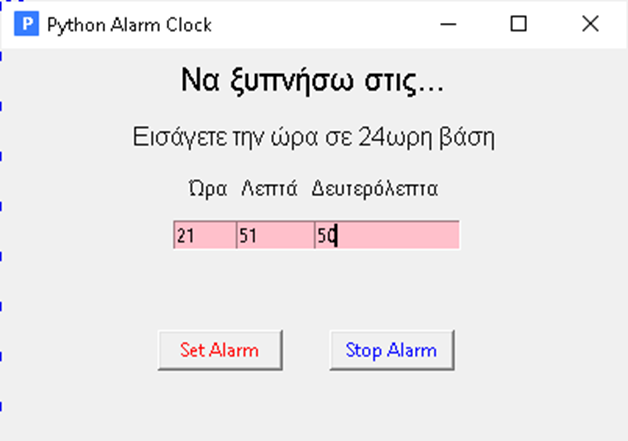 P Python Alarm Clock
Να ξυπνήσω στις...
Εισάγετε την ώρα σε 24ωρη βάση
Ώρα Λεπτά Δευτερόλεπτα
21 51 50
Set Alarm Stop Alarm